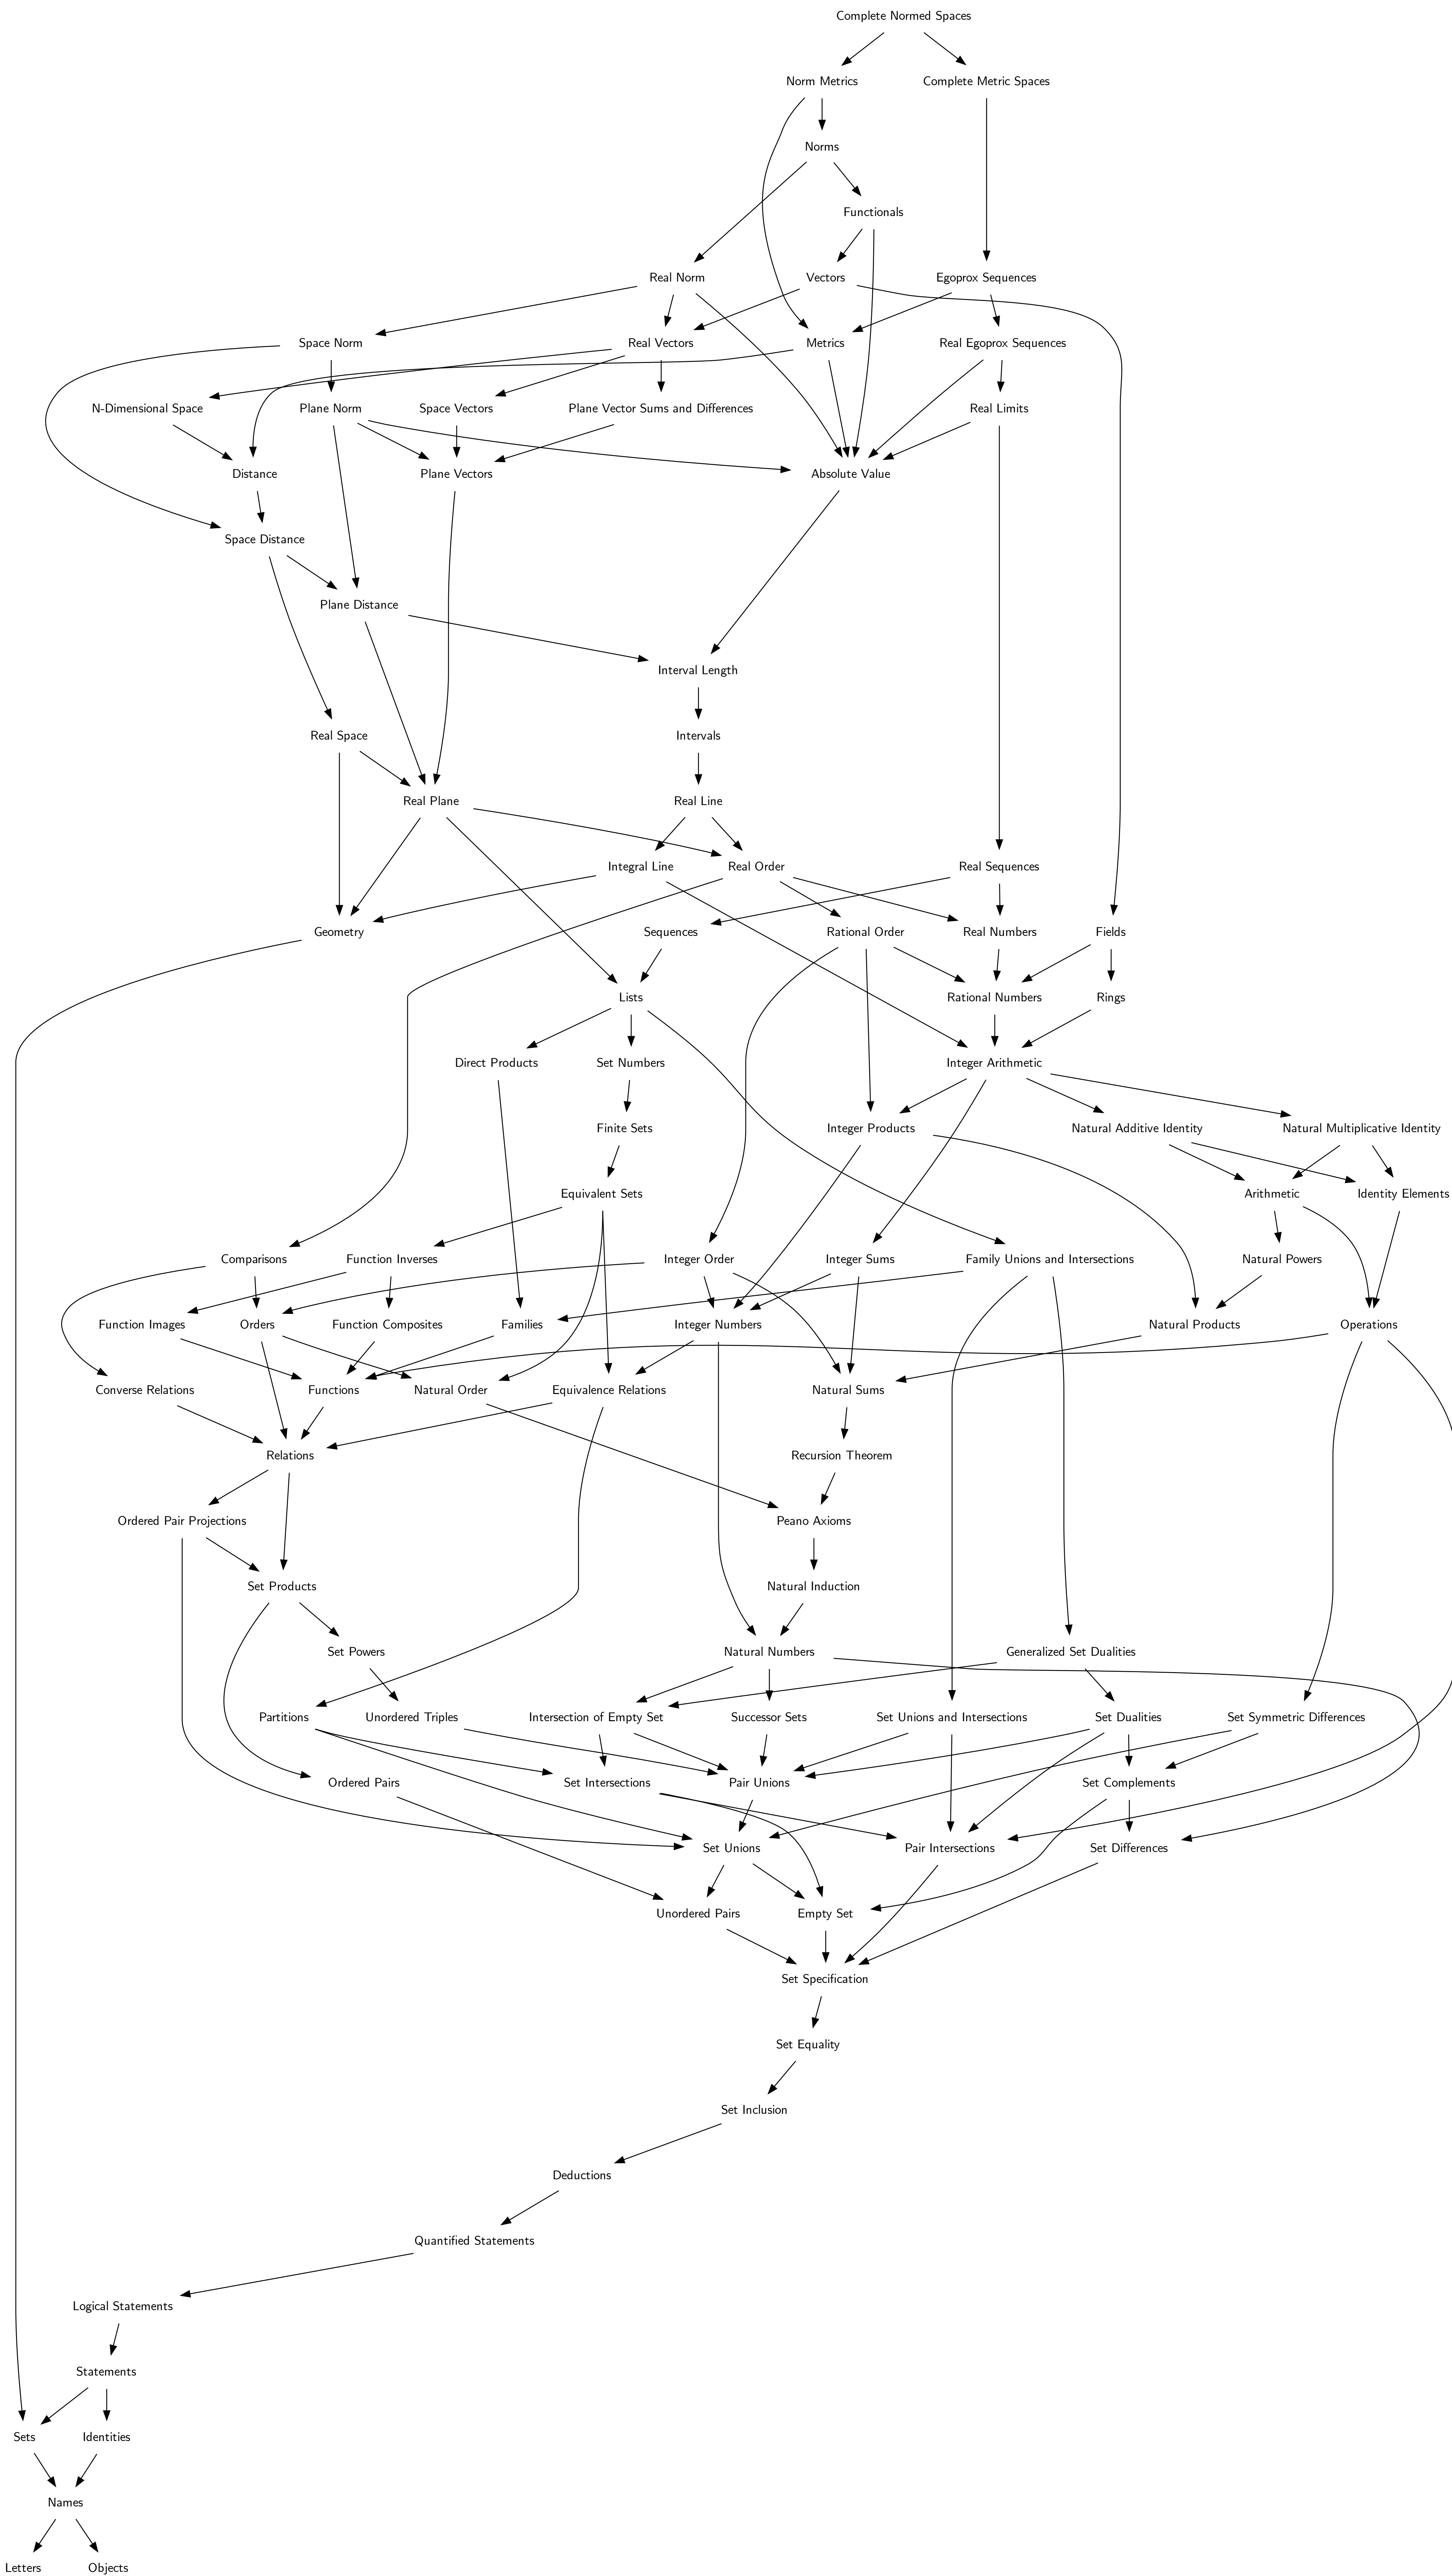 Complete Normed Spaces
Norm Metrics
Complete Metric Spaces
Norms
Functionals
Real Norm
Vectors
Egoprox Sequences
Space Norm
Real Vectors
Metrics
Real Egoprox Sequences
N-Dimensional Space
Plane Norm
Space Vectors
Plane Vector Sums and Differences
Real Limits
Distance
Plane Vectors
Absolute Value
Space Distance
Plane Distance
Interval Length
Real Space
Intervals
Real Plane
Real Line
Integral Line
Real Order
Real Sequences
Geometry
Sequences
Rational Order
Real Numbers
Fields
Lists
Rational Numbers
Rings
Direct Products
Set Numbers
Integer Arithmetic
Finite Sets
Integer Products
Natural Additive Identity
Natural Multiplicative Identity
Equivalent Sets
Arithmetic
Identity Elements
Comparisons
Function Inverses
Integer Order
Integer Sums
Family Unions and Intersections
Natural Powers
Function Images
Orders
Function Composites
Families
Integer Numbers
Natural Products
Operations
Converse Relations
Functions
Natural Order
Equivalence Relations
Natural Sums
Relations
Recursion Theorem
Ordered Pair Projections
Peano Axioms
Set Products
Natural Induction
Set Powers
Natural Numbers
Generalized Set Dualities
Partitions
Unordered Triples
Intersection of Empty Set
Successor Sets
Set Unions and Intersections
Set Dualities
Set Symmetric Differences
Ordered Pairs
Set Intersections
Pair Unions
Set Complements
Set Unions
Pair Intersections
Set Differences
Unordered Pairs
Empty Set
Set Specification
Set Equality
Set Inclusion
Deductions
Quantified Statements
Logical Statements
Statements
Sets
Identities
Names
Letters
Objects